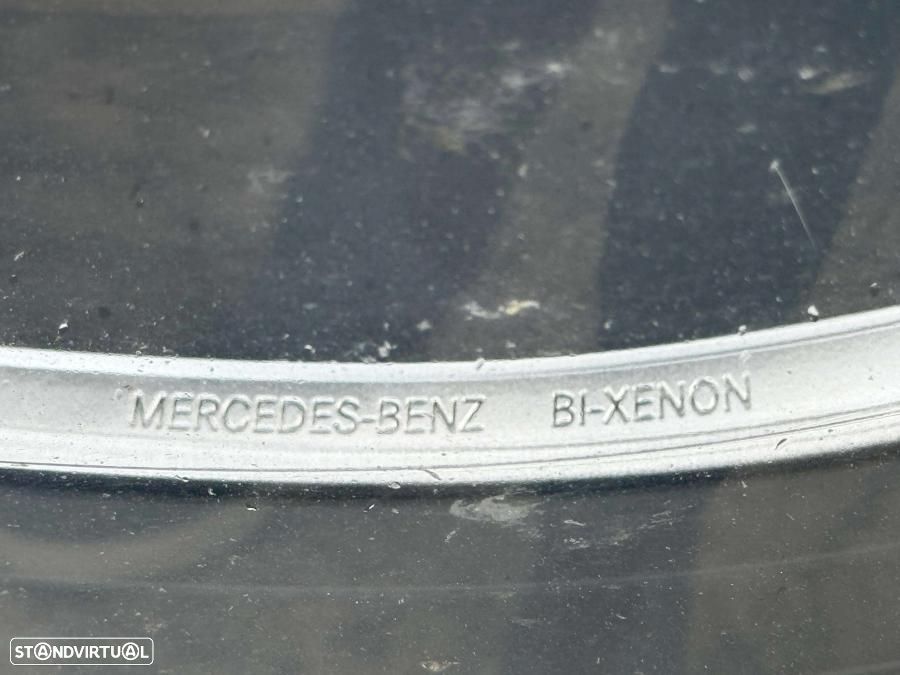 MERCEDES-BENZ BI-XENON
STANDVIRTUAL